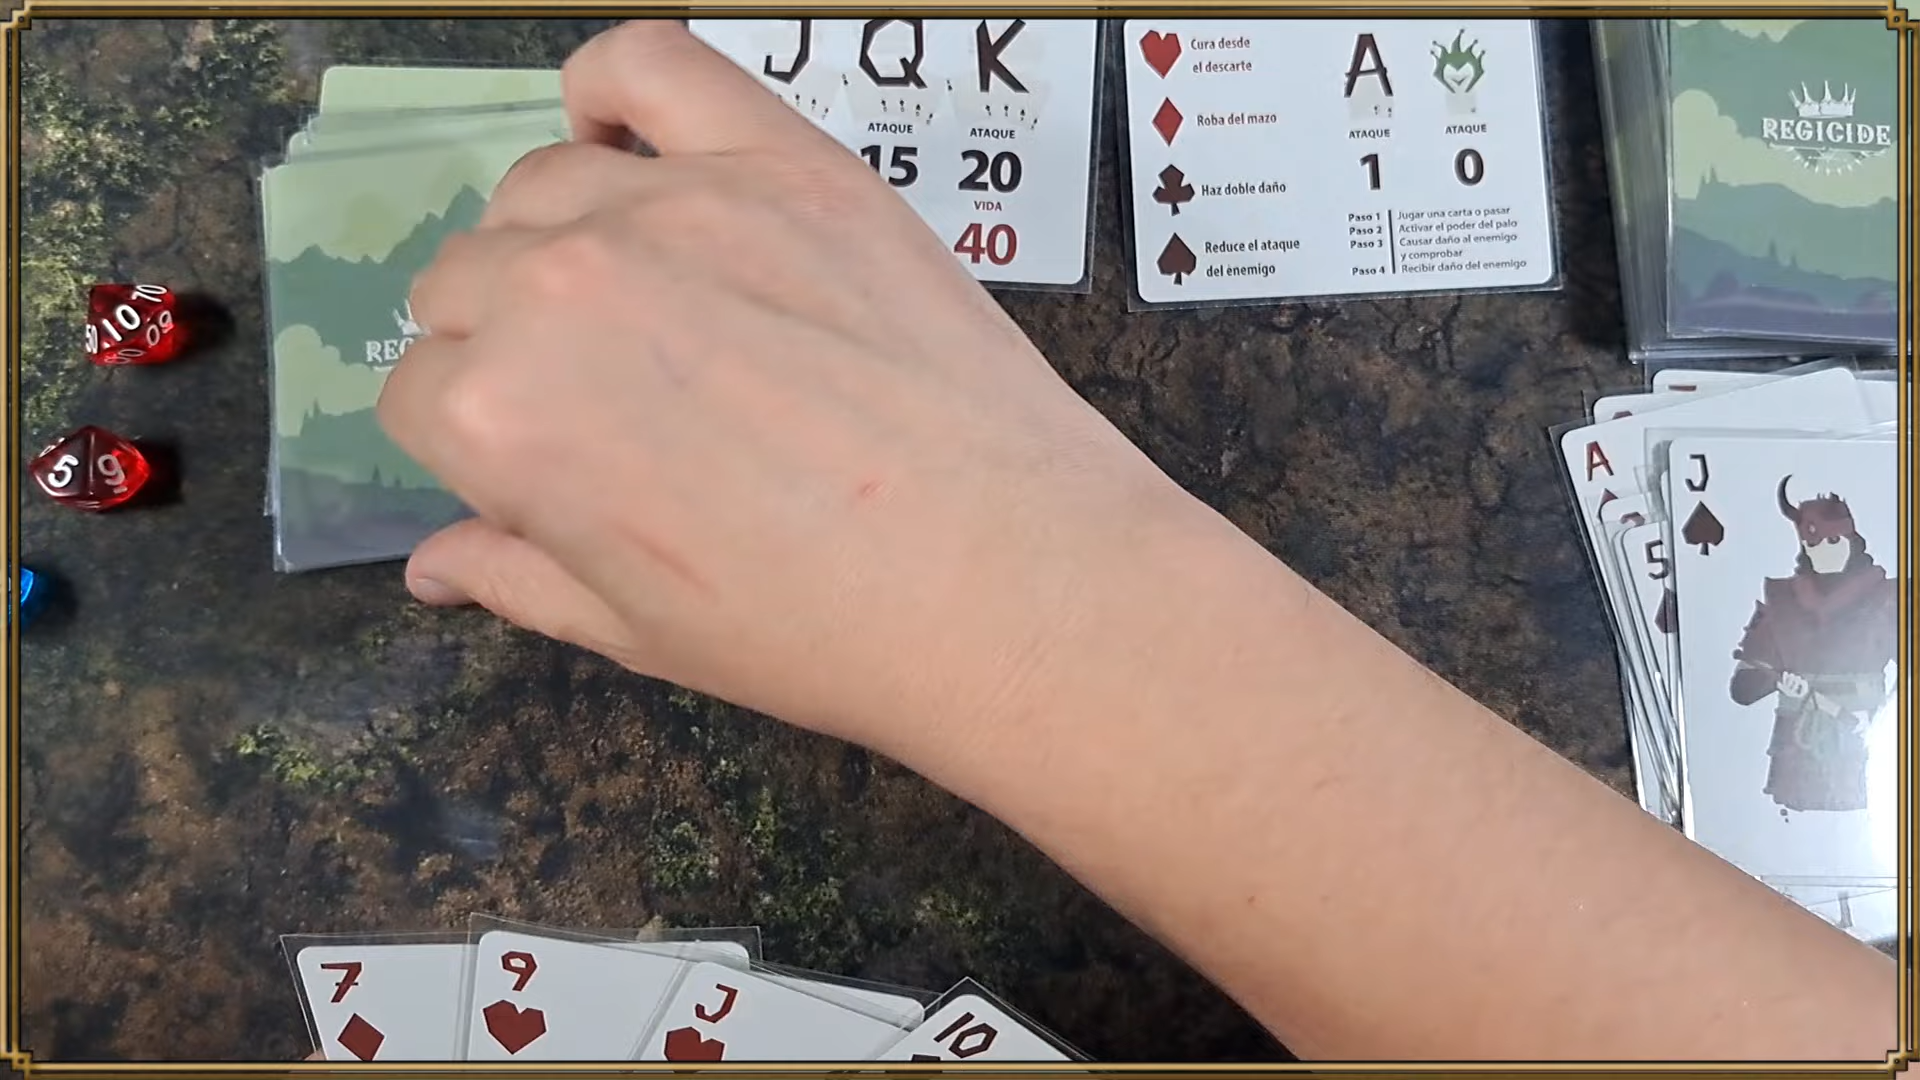 J Q K
ATAQUE ATAQUE
15 20
VIDA
40
Cura desde
el descarte
Roba del mazo
Haz doble daño
Reduce el ataque
del enemigo
A
ATAQUE ATAQUE
1 0
Paso 1 Jugar una carta o pasar
Paso 2 Activar el poder del palo
Paso 3 Causar daño al enemigo
y comprobar
Paso 4 Recibir daño del enemigo
REGICIDE
10
5 9
A
5
J
7
9
J
10